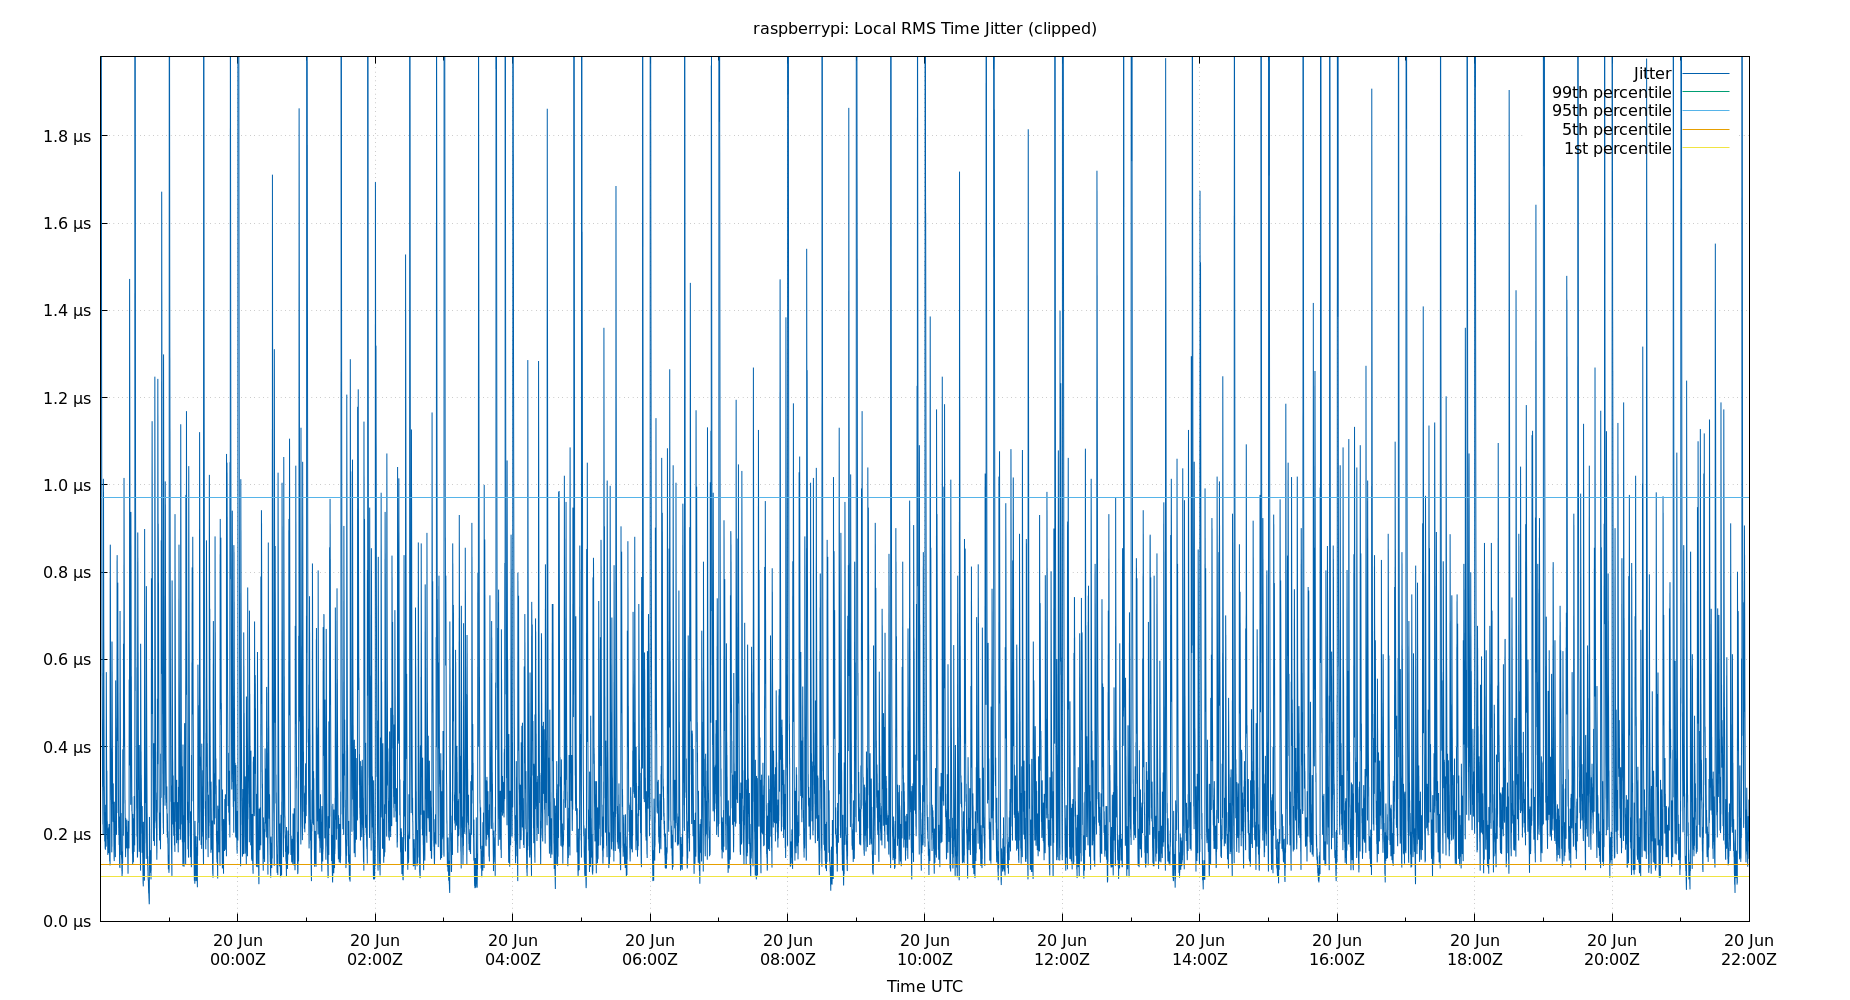 raspberrypi: Local RMS Time Jitter (clipped)
Jitter
99th percentile
95th percentile
5th percentile
1st percentile
1.8 µs
1.6 µs
1.4 µs
1.2 µs
1.0 µs
0.8 µs
0.6 µs
0.4 µs
0.2 µs
0.0 µs
20 Jun 20 Jun 20 Jun 20 Jun 20 Jun 20 Jun 20 Jun 20 Jun 20 Jun 20 Jun 20 Jun 20 Jun
00:00Z 02:00Z 04:00Z 06:00Z 08:00Z 10:00Z 12:00Z 14:00Z 16:00Z 18:00Z 20:00Z 22:00Z
Time UTC